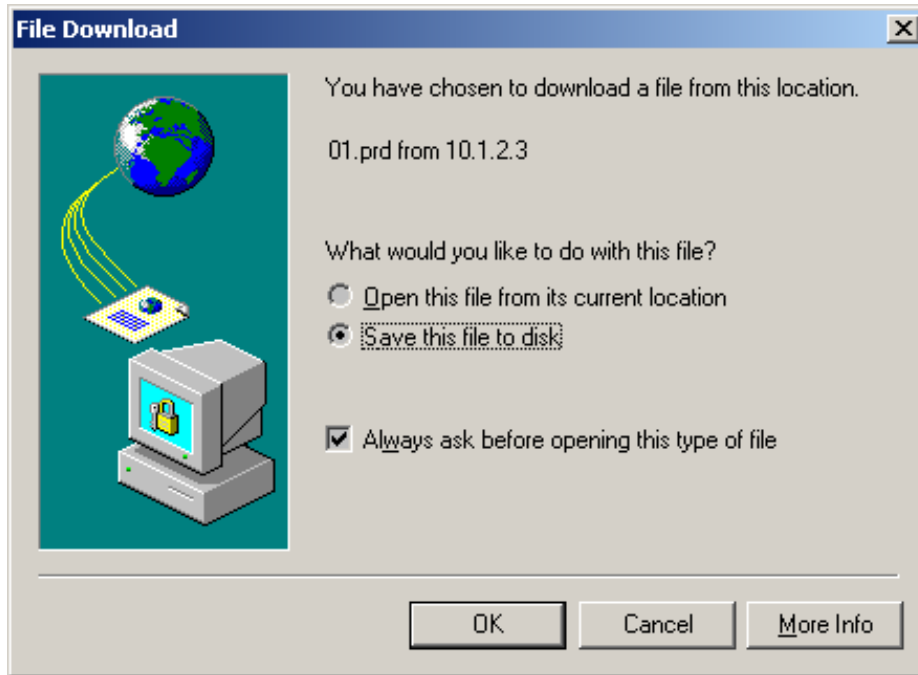 File Download
You have chosen to download a file from this location.
01.prd from 10.1.2.3
What would you like to do with this file?
Open this file from its current location
Save this file to disk
Always ask before opening this type of file
OK Cancel More Info